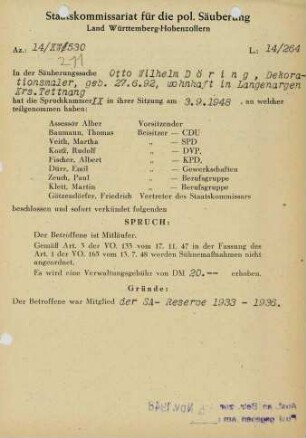 Staatskommissariat für die pol. Säuberung
Land Württemberg-Hohenzollern
Az.: 14/ /530 L.: 14/264
In der Säuberungssache Otto Wilhelm Döring, Dekora-
tionsmaler, geb. 27.6.92, wohnhaft in Langenargen
Krs.Tettnang
hat die Spruchkammer II in ihrer Sitzung am 3.9.1948, an welcher
teilgenommen haben:
Assessor Alber Vorsitzender
Baumann, Thomas Beisitzer — CDU
Veith, Martha „ — SPD
Rudolf „ — DVP,
Fischer, Albert „ — KPD,
Dürr, Emil „ — Gewerkschaften
Zeuch, Paul „ — Berufsgruppe
Klett, Martin „ — Berufsgruppe
Götzendörfer, Friedrich Vertreter des Staatskommissars
beschlossen und sofort verkündet folgenden
SPRUCH:
Der Betroffene ist Mitläufer.
Gemäß Art. 3 der VO. 133 vom 17. 11. 47 in der Fassung des
Art. 1 der VO. 165 vom 13. 7. 48 werden Sühnemaßnahmen nicht
angeordnet.
Es wird eine Verwaltungsgebühr von DM 20.— erhoben.
Gründe:
Der Betroffene war Mitglied der SA- Reserve 1933 - 1936.